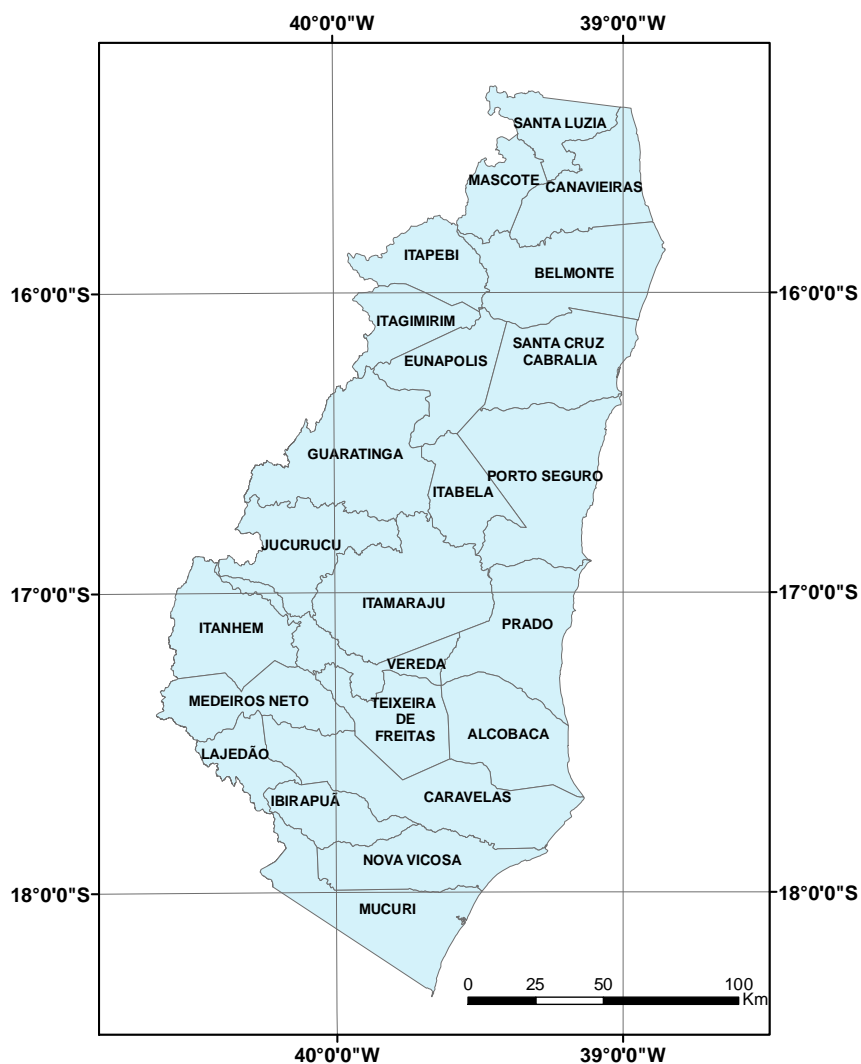 40°0'0"W
39°0'0"W
SANTA LUZIA
MASCOTE
CANAVIEIRAS
ITAPEBI
BELMONTE
16°0'0"S
16°0'0"S
ITAGIMIRIM
SANTA CRUZ
CABRALIA
EUNAPOLIS
GUARATINGA
PORTO SEGURO
ITABELA
JUCURUCU
17°0'0"S
17°0'0"S
ITAMARAJU
PRADO
ITANHEM
VEREDA
MEDEIROS NETO
TEIXEIRA
DE
FREITAS
ALCOBACA
LAJEDÃO
IBIRAPUÃ
CARAVELAS
NOVA VICOSA
18°0'0"S
18°0'0"S
MUCURI
0 25 50 100
Km
40°0'0"W
39°0'0"W